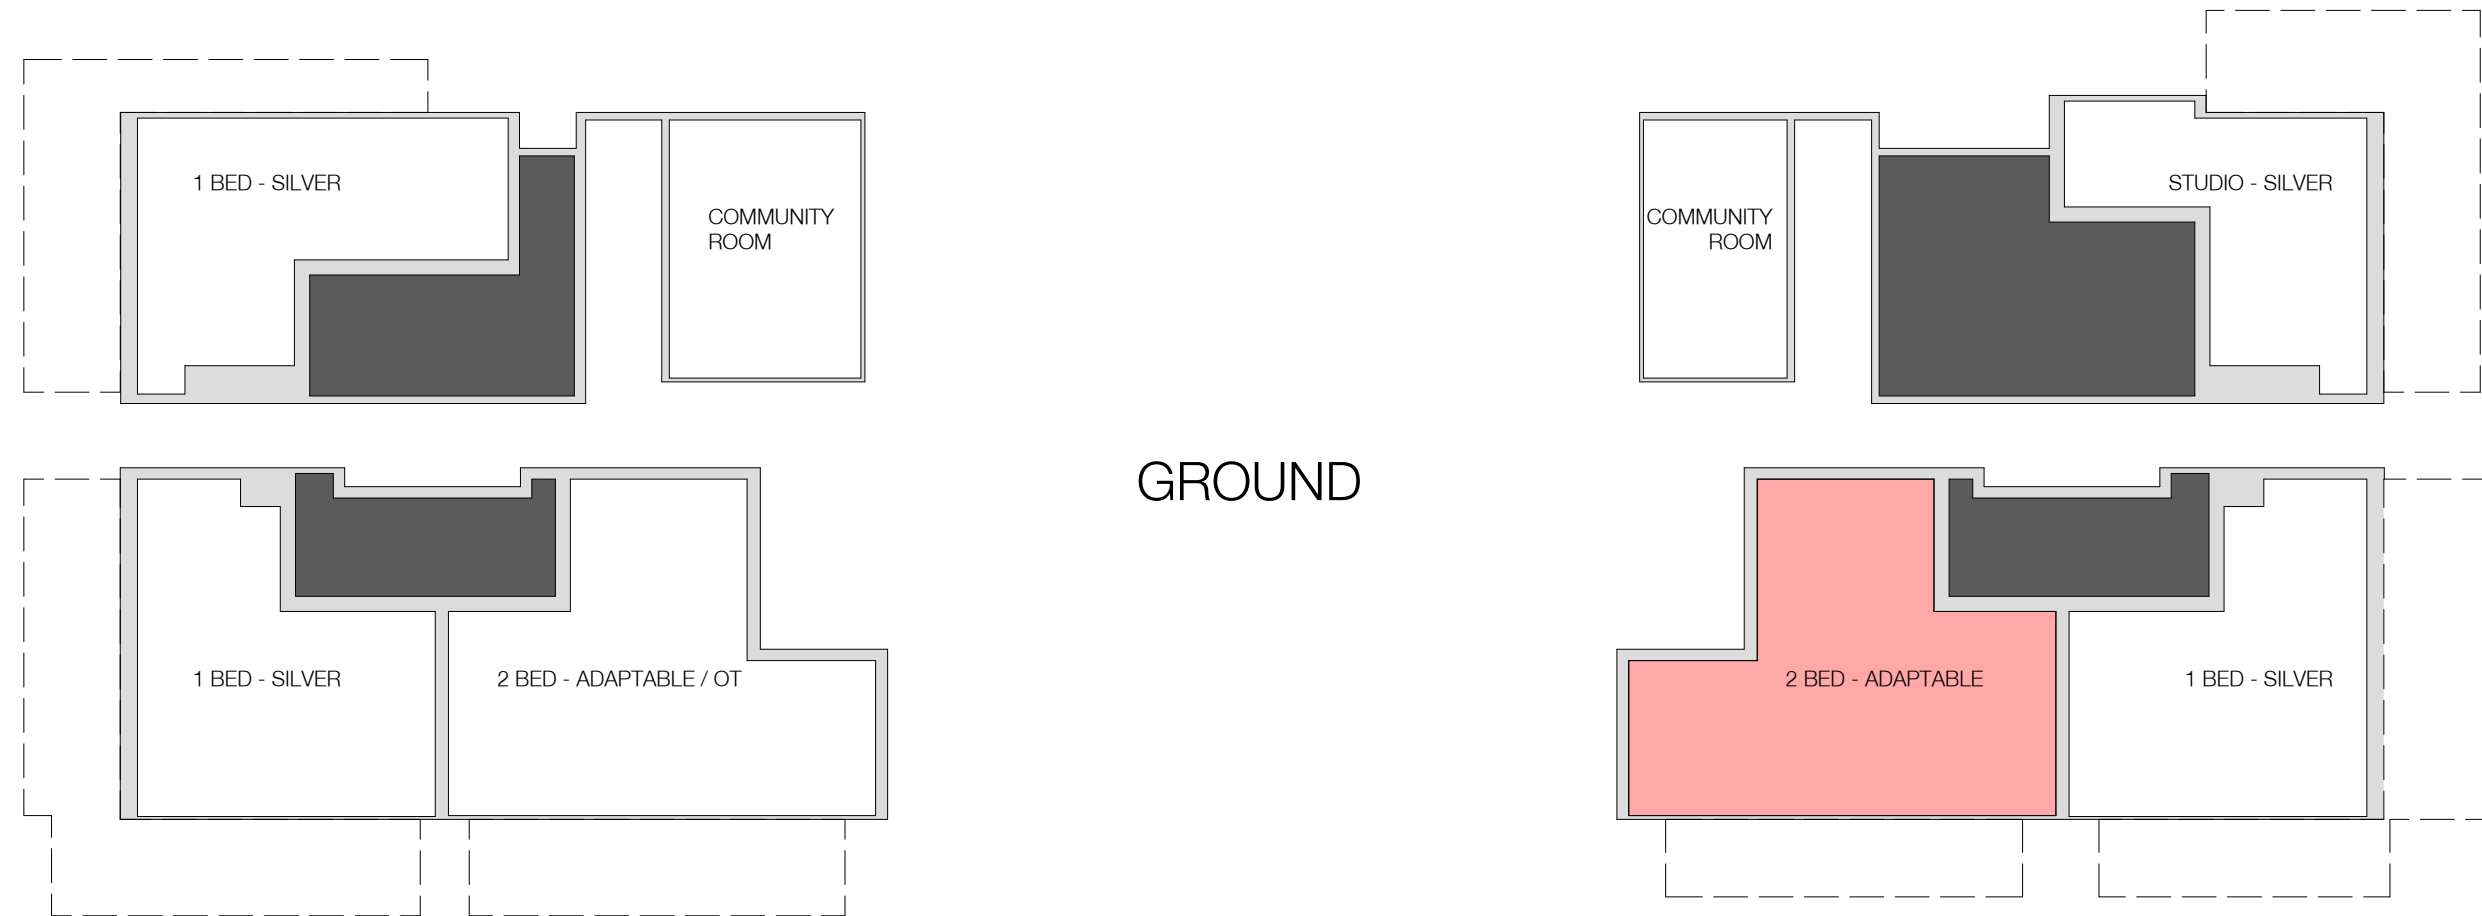 1 BED - SILVER
COMMUNITY
ROOM
COMMUNITY
ROOM
STUDIO - SILVER
GROUND
1 BED - SILVER
2 BED - ADAPTABLE / OT
2 BED - ADAPTABLE
1 BED - SILVER